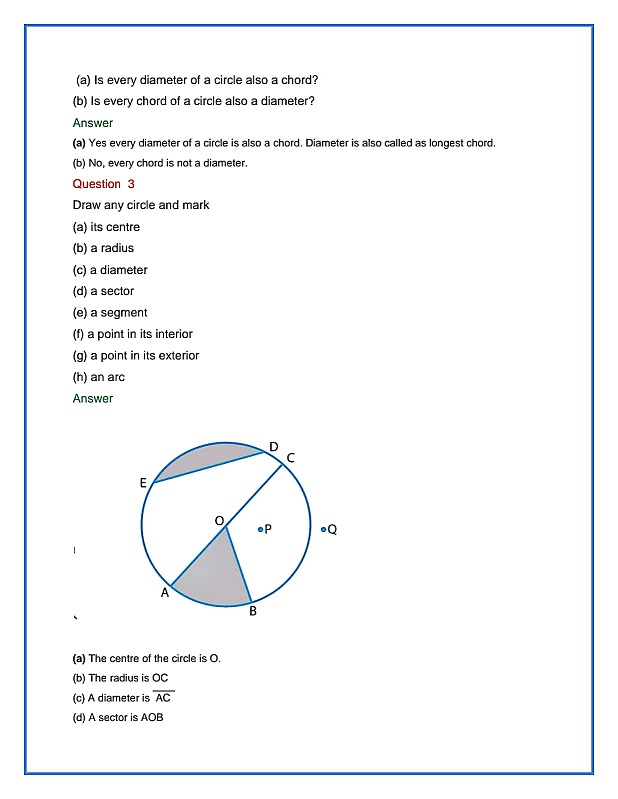 (a) Is every diameter of a circle also a chord?
(b) Is every chord of a circle also a diameter?
Answer
(a) Yes every diameter of a circle is also a chord. Diameter is also called as longest chord.
(b) No, every chord is not a diameter.
Question 3
Draw any circle and mark
(a) its centre
(b) a radius
(c) a diameter
(d) a sector
(e) a segment
(f) a point in its interior
(g) a point in its exterior
(h) an arc
Answer
D
C
E
O
P
Q
A
B
(a) The centre of the circle is O.
(b) The radius is OC
(c) A diameter is A̅C̅
(d) A sector is AOB